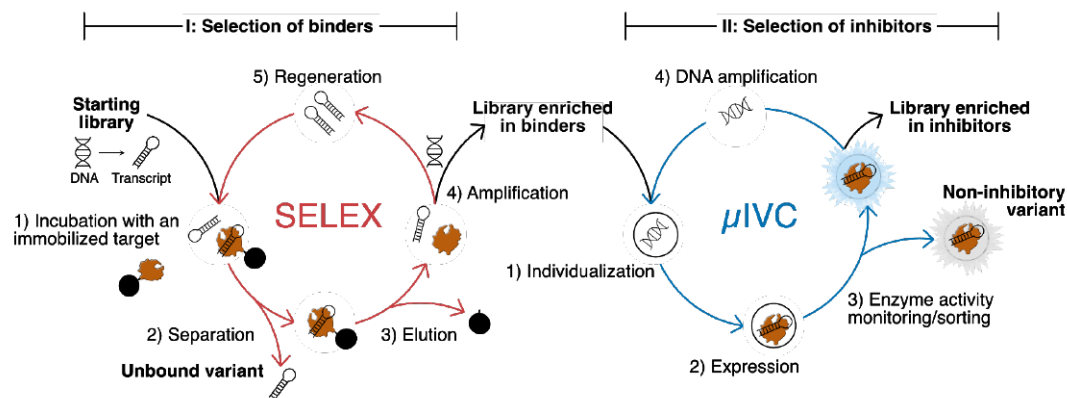 I: Selection of binders
5) Regeneration
Starting
library
DNA
Transcript
Library enriched
in binders
1) Incubation with an
immobilized target
SELEX
4) Amplification
2) Separation
3) Elution
Unbound variant
II: Selection of inhibitors
4) DNA amplification
Library enriched
in inhibitors
Non-inhibitory
variant
µIVC
1) Individualization
3) Enzyme activity
monitoring/sorting
2) Expression